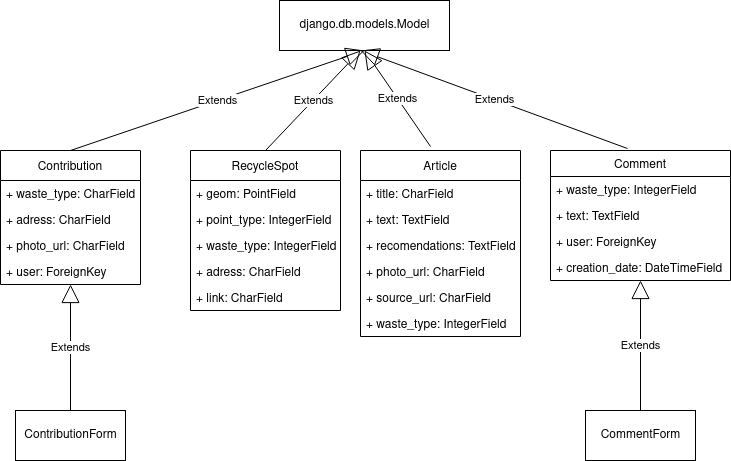 django.db.models.Model
Extends
Extends
Extends
Extends
Contribution
+ waste_type: CharField
+ adress: CharField
+ photo_url: CharField
+ user: ForeignKey
RecycleSpot
+ geom: PointField
+ point_type: IntegerField
+ waste_type: IntegerField
+ adress: CharField
+ link: CharField
Article
+ title: CharField
+ text: TextField
+ recomendations: TextField
+ photo_url: CharField
+ source_url: CharField
+ waste_type: IntegerField
Comment
+ waste_type: IntegerField
+ text: TextField
+ user: ForeignKey
+ creation_date: DateTimeField
Extends
Extends
ContributionForm
CommentForm